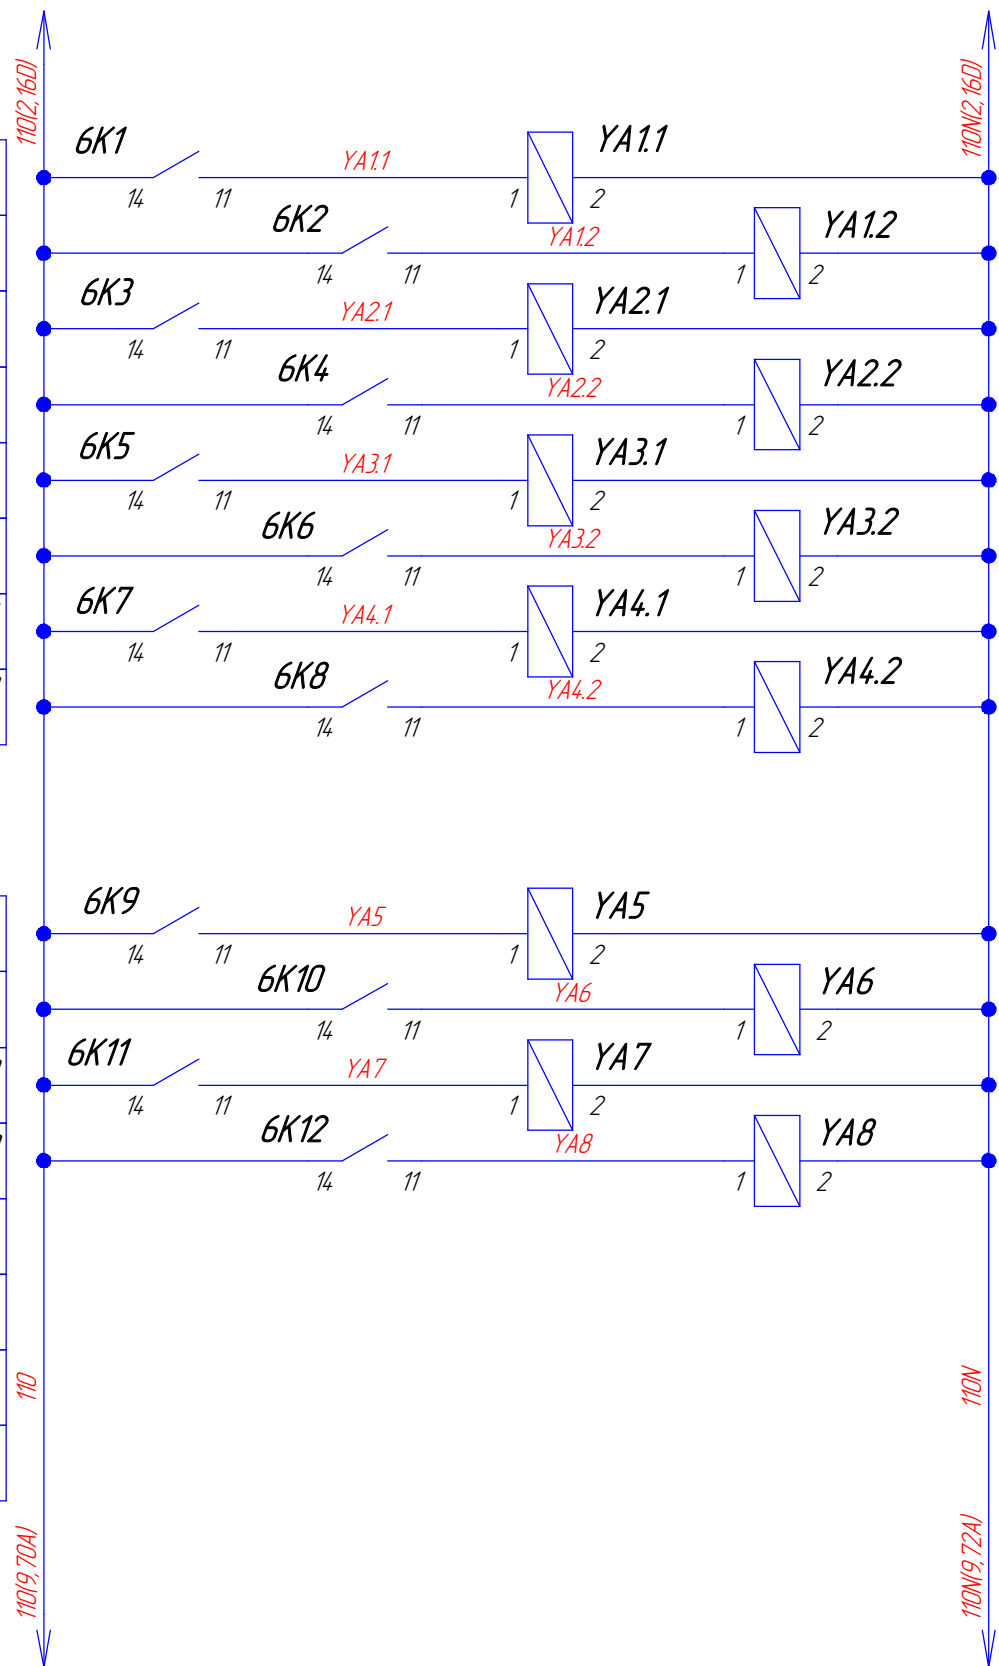 110(2,16D)
110N(2,16D)
6K1
YA1.1
YA1.1
14
11
1
2
6K2
YA1.2
YA1.2
14
11
1
2
6K3
YA2.1
YA2.1
14
11
1
2
6K4
YA2.2
YA2.2
14
11
1
2
6K5
YA3.1
YA3.1
14
11
1
2
6K6
YA3.2
YA3.2
14
11
1
2
6K7
YA4.1
YA4.1
14
11
1
2
6K8
YA4.2
YA4.2
14
11
1
2
6K9
YA5
YA5
14
11
1
2
6K10
YA6
YA6
14
11
1
2
6K11
YA7
YA7
14
11
1
2
6K12
YA8
YA8
14
11
1
2
110
110N
110(9,70A)
110N(9,72A)